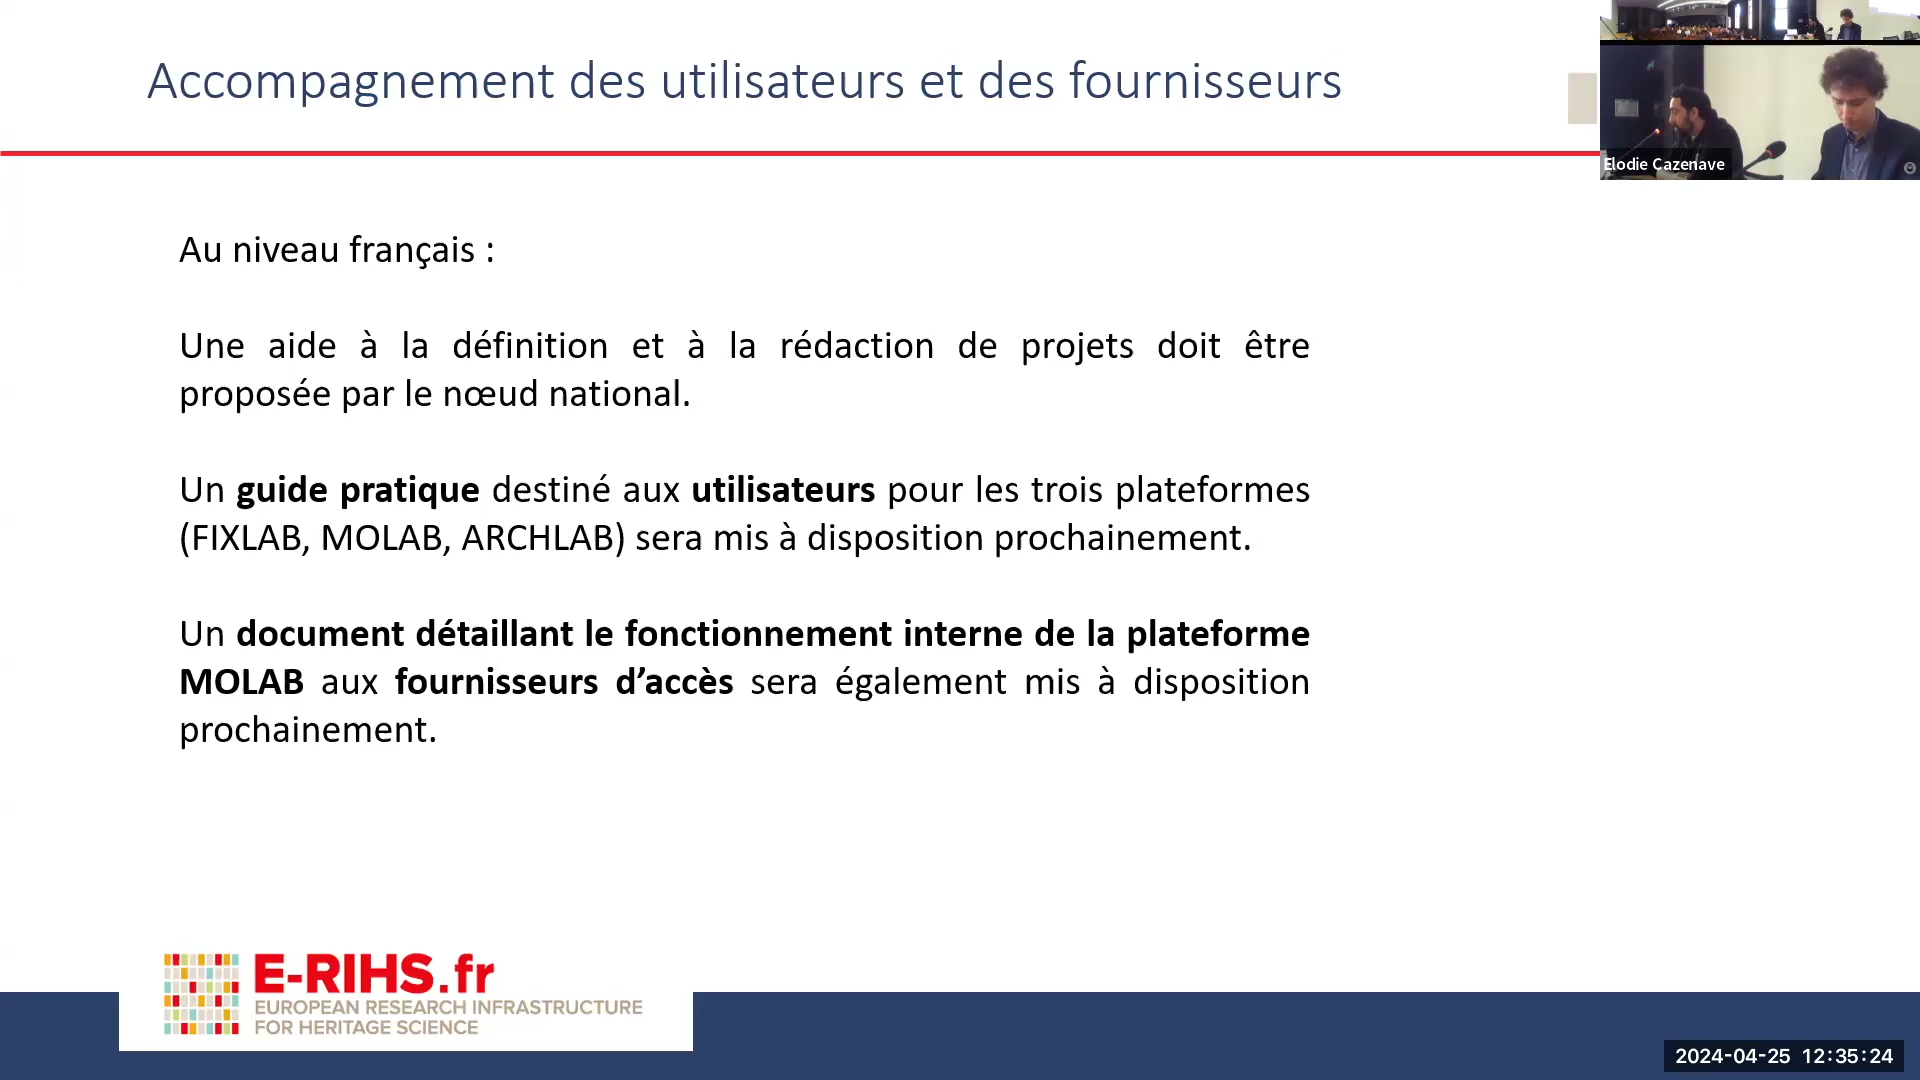 Accompagnement des utilisateurs et des fournisseurs
Elodie Cazenave
Au niveau français :
Une aide à la définition et à la rédaction de projets doit être
proposée par le nœud national.
Un guide pratique destiné aux utilisateurs pour les trois plateformes
(FIXLAB, MOLAB, ARCHLAB) sera mis à disposition prochainement.
Un document détaillant le fonctionnement interne de la plateforme
MOLAB aux fournisseurs d’accès sera également mis à disposition
prochainement.
E-RIHS.fr
EUROPEAN RESEARCH INFRASTRUCTURE
FOR HERITAGE SCIENCE
2024-04-25 12:35:24